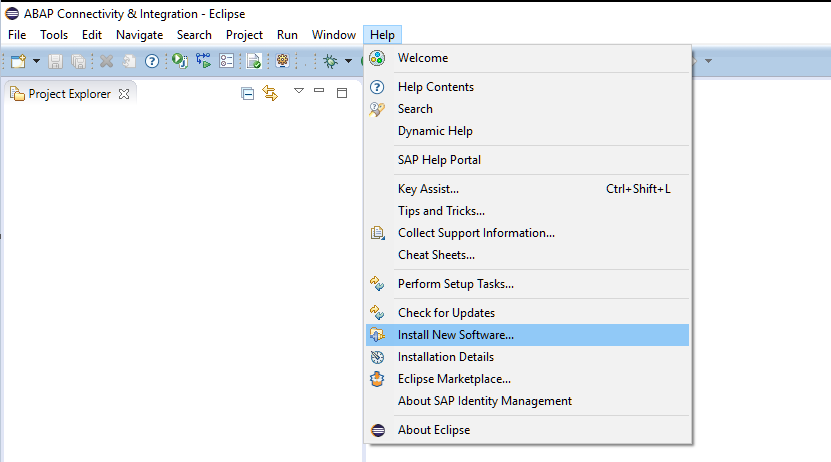 ABAP Connectivity & Integration - Eclipse
File Tools Edit Navigate Search Project Run Window Help
Project Explorer
Welcome
Help Contents
Search
Dynamic Help
SAP Help Portal
Key Assist... Ctrl+Shift+L
Tips and Tricks...
Collect Support Information...
Cheat Sheets...
Perform Setup Tasks...
Check for Updates
Install New Software...
Installation Details
Eclipse Marketplace...
About SAP Identity Management
About Eclipse